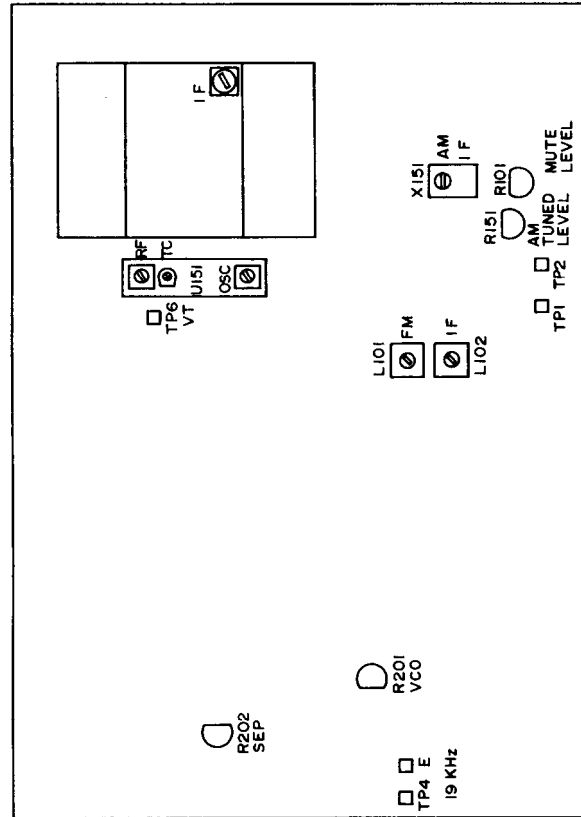 IF
RF
TC
U151
OSC
TP6
VT
X151
AM
IF
R101
MUTE
LEVEL
R151
AM
TUNED
LEVEL
TP1 TP2
L101
FM
IF
L102
R201
VCO
R202
SEP
TP4 E
19 KHz